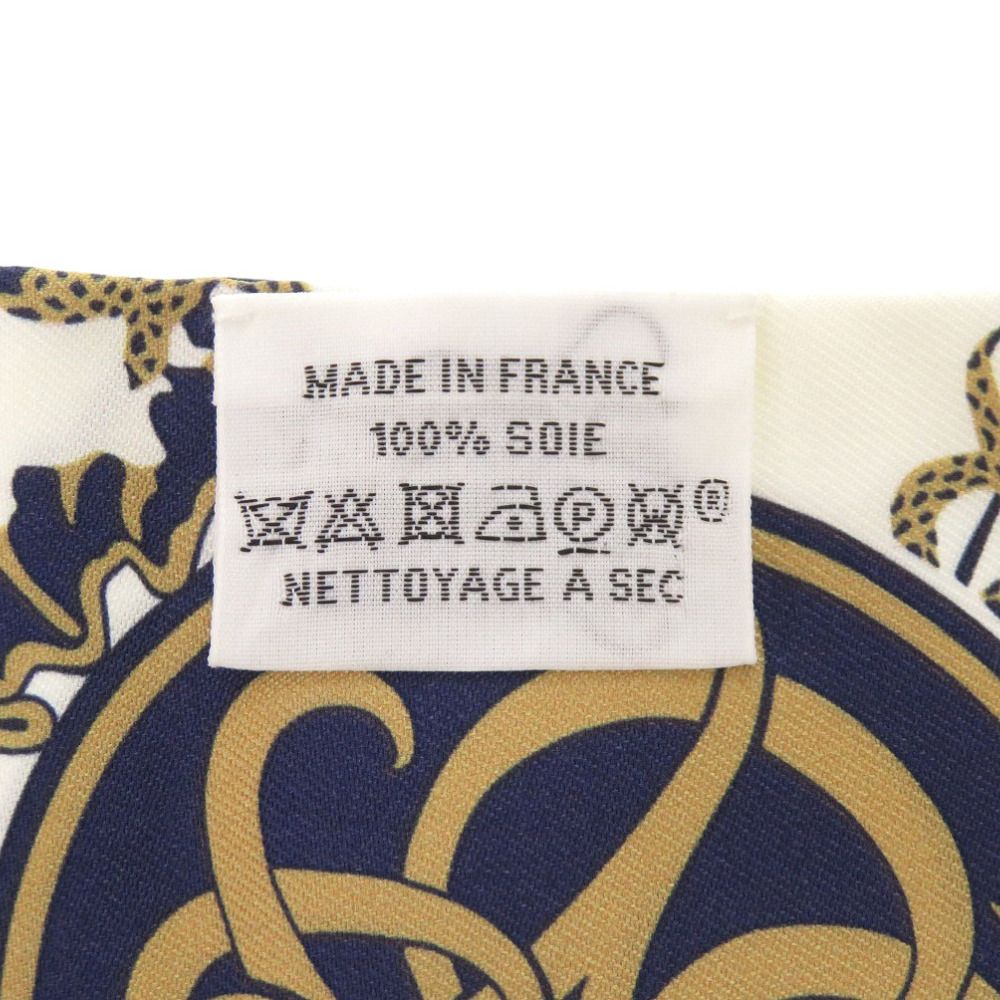 MADE IN FRANCE
100% SOIE
P ®
NETTOYAGE A SEC